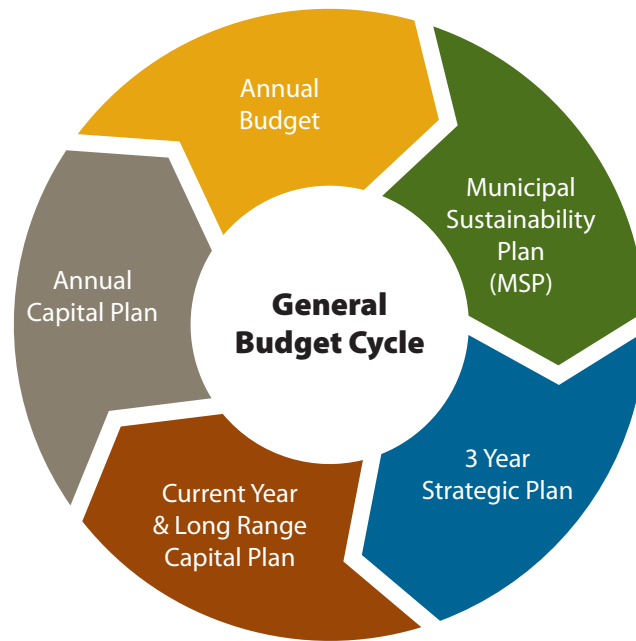 Annual
Budget
Municipal
Sustainability
Plan
(MSP)
3 Year
Strategic Plan
Current Year
& Long Range
Capital Plan
Annual
Capital Plan
General
Budget Cycle